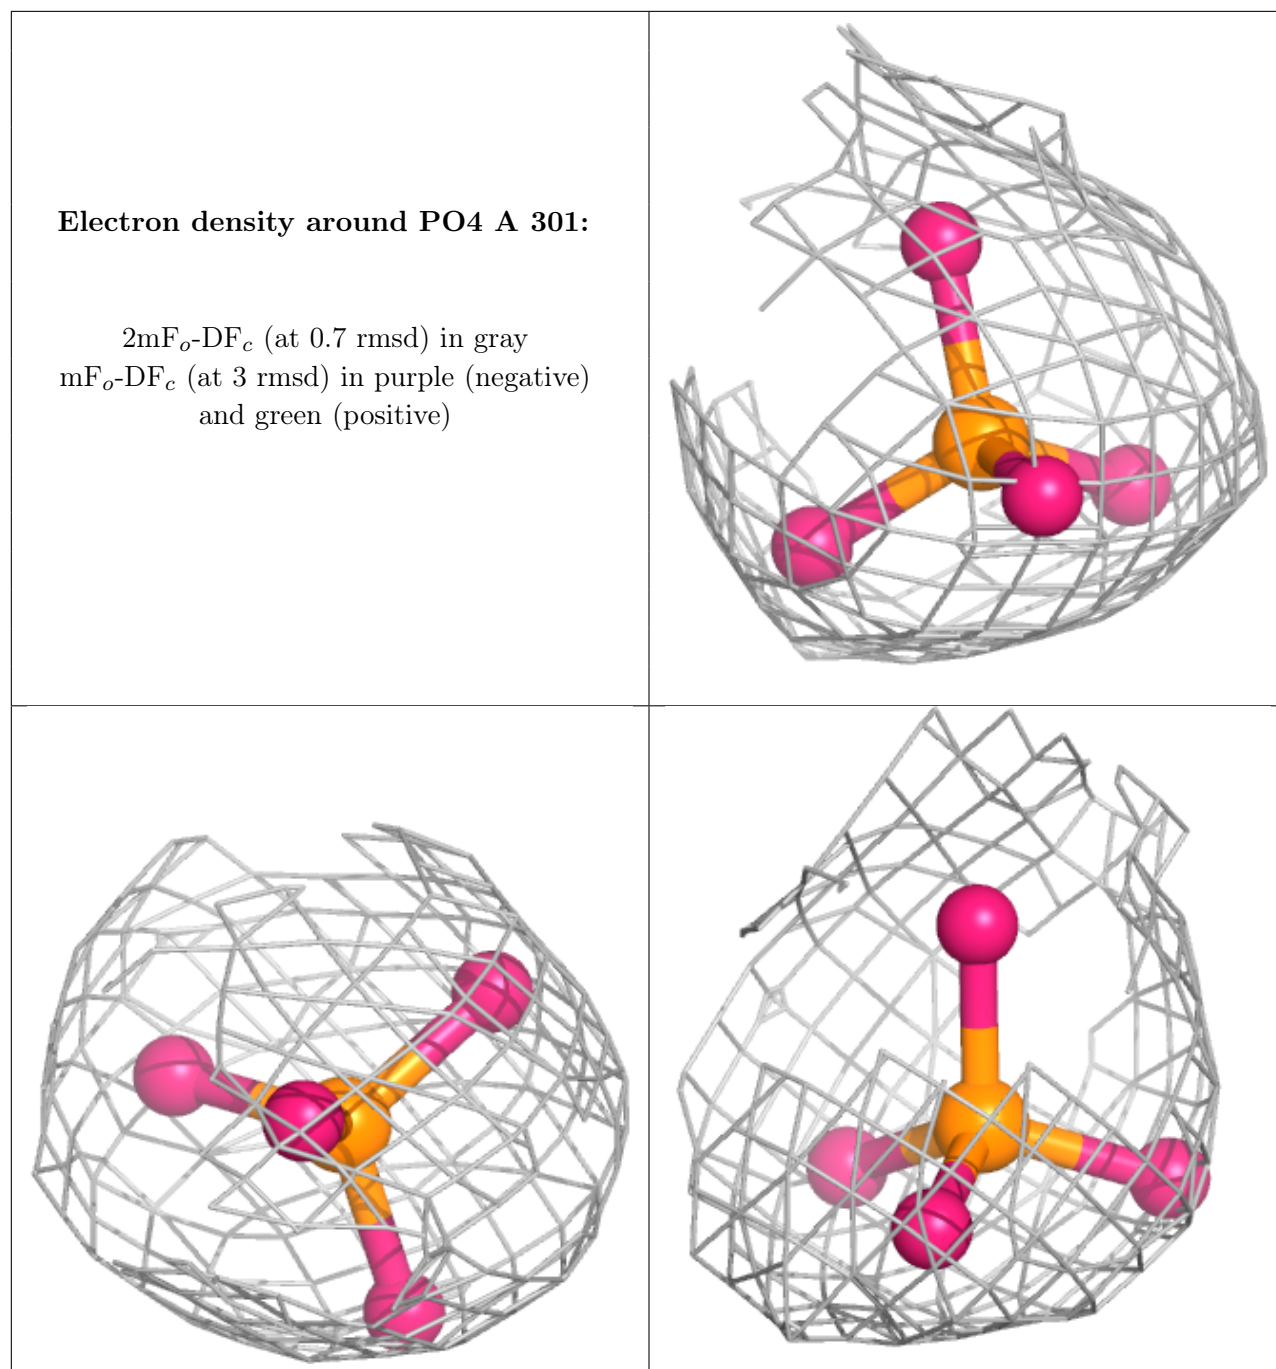 Electron density around PO4 A 301:
2mFo-DFc (at 0.7 rmsd) in gray
mFo-DFc (at 3 rmsd) in purple (negative)
and green (positive)